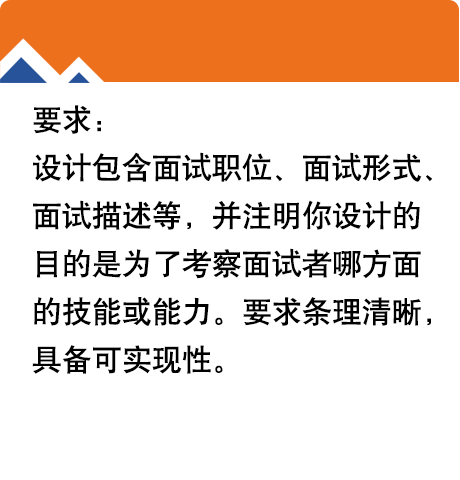 要求：
设计包含面试职位、面试形式、
面试描述等，并注明你设计的
目的是为了考察面试者哪方面
的技能或能力。要求条理清晰，
具备可实现性。